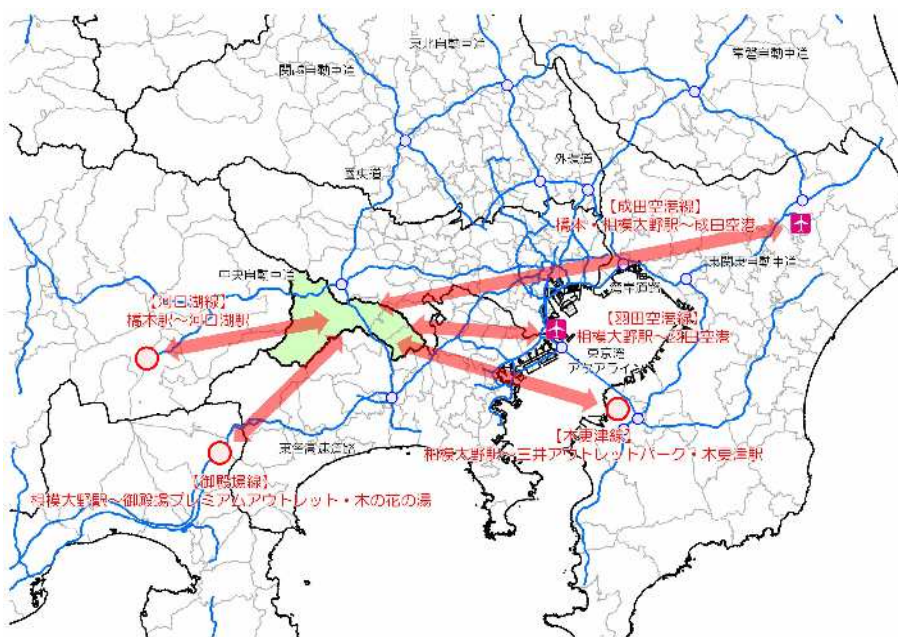 東北自動車道
常磐自動車道
関越自動車道
外環道
圏央道
【成田空港線】
橋本・相模大野駅～成田空港
中央自動車道
東関東自動車道
湾岸道路
【河口湖線】
橋本駅～河口湖駅
【羽田空港線】
相模大野駅～羽田空港
東京湾
アクアライン
【木更津線】
相模大野駅～三井アウトレットパーク・木更津駅
東名高速道路
【御殿場線】
相模大野駅～御殿場プレミアムアウトレット・木の花の湯